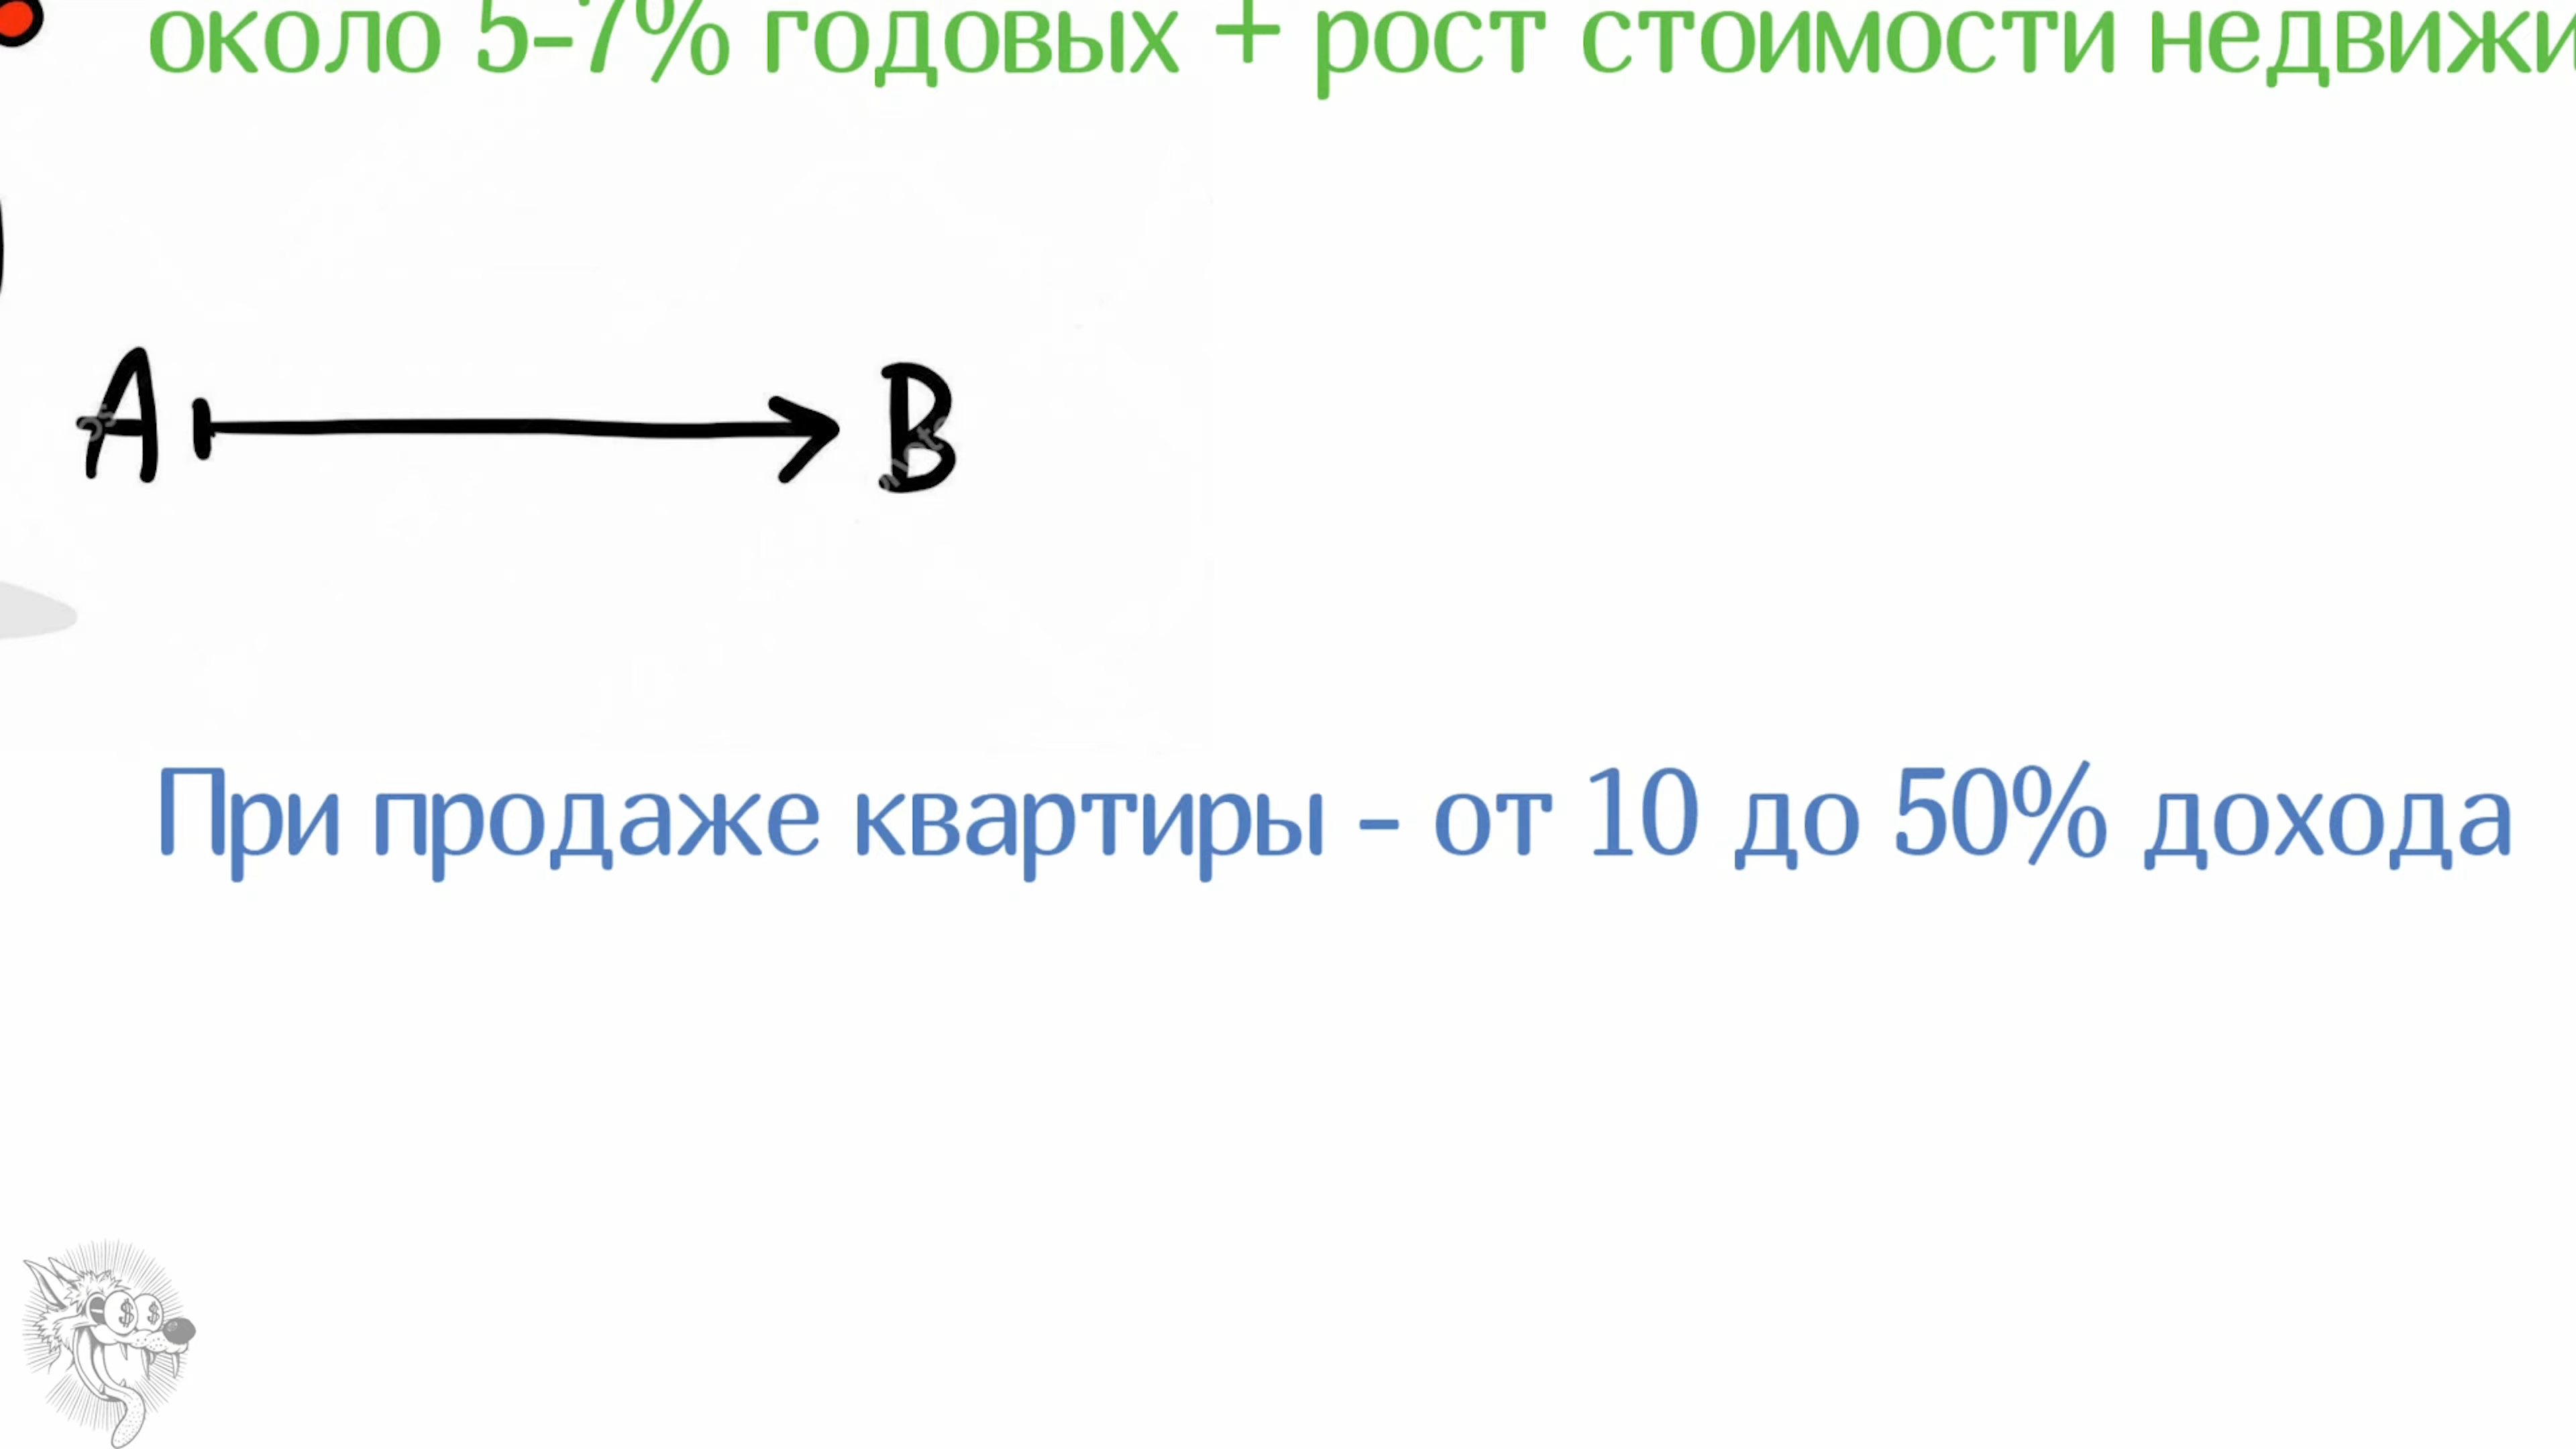 около 5-7% годовых + рост стоимости
A B
При продаже квартиры - от 10 до 50% дохода